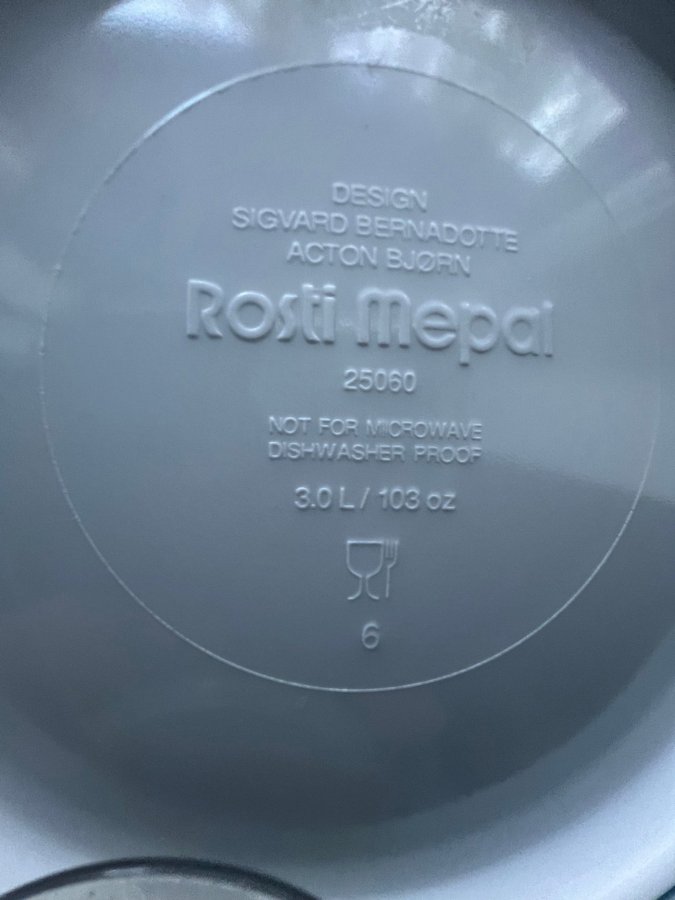 DESIGN
SIGVARD BERNADOTTE
ACTON BJØRN
Rosti Mepal
25060
NOT FOR MICROWAVE
DISHWASHER PROOF
3.0 L / 103 oz
6